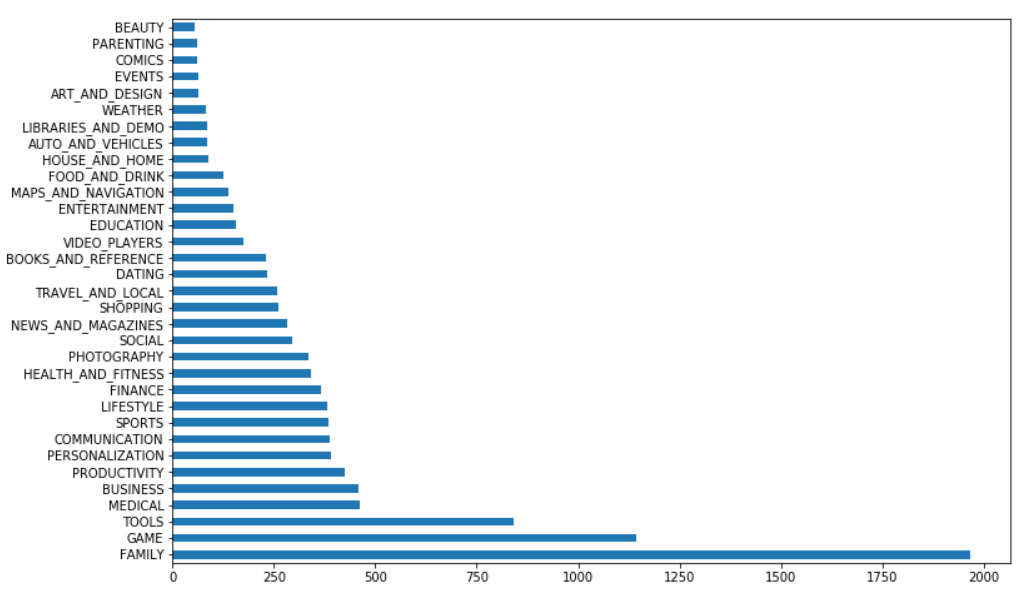 BEAUTY
PARENTING
COMICS
EVENTS
ART_AND_DESIGN
WEATHER
LIBRARIES_AND_DEMO
AUTO_AND_VEHICLES
HOUSE_AND_HOME
FOOD_AND_DRINK
MAPS_AND_NAVIGATION
ENTERTAINMENT
EDUCATION
VIDEO_PLAYERS
BOOKS_AND_REFERENCE
DATING
TRAVEL_AND_LOCAL
SHOPPING
NEWS_AND_MAGAZINES
SOCIAL
PHOTOGRAPHY
HEALTH_AND_FITNESS
FINANCE
LIFESTYLE
SPORTS
COMMUNICATION
PERSONALIZATION
PRODUCTIVITY
BUSINESS
MEDICAL
TOOLS
GAME
FAMILY
0 250 500 750 1000 1250 1500 1750 2000